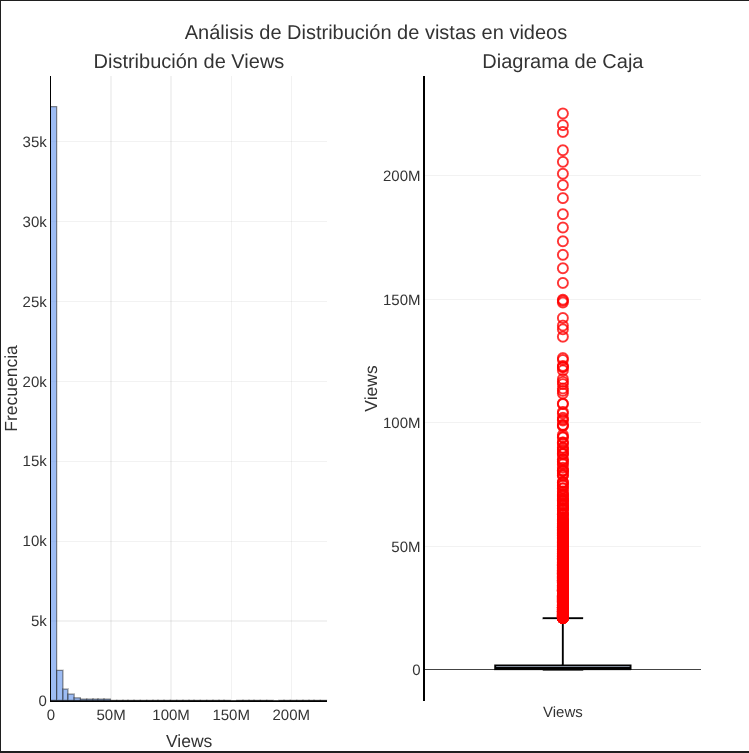 Análisis de Distribución de vistas en videos
Distribución de Views
35k
30k
25k
20k
15k
10k
5k
0
Frecuencia
0 50M 100M 150M 200M
Views
Diagrama de Caja
200M
150M
100M
50M
0
Views
Views